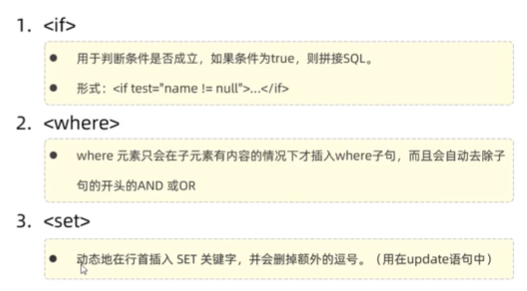 1. <if>
● 用于判断条件是否成立，如果条件为true，则拼接SQL。
● 形式：<if test="name != null">…</if>
2. <where>
● where 元素只会在子元素有内容的情况下才插入where子句，而且会自动去除子
句的开头的AND 或OR
3. <set>
● 动态地在行首插入 SET 关键字，并会删掉额外的逗号。（用在update语句中）